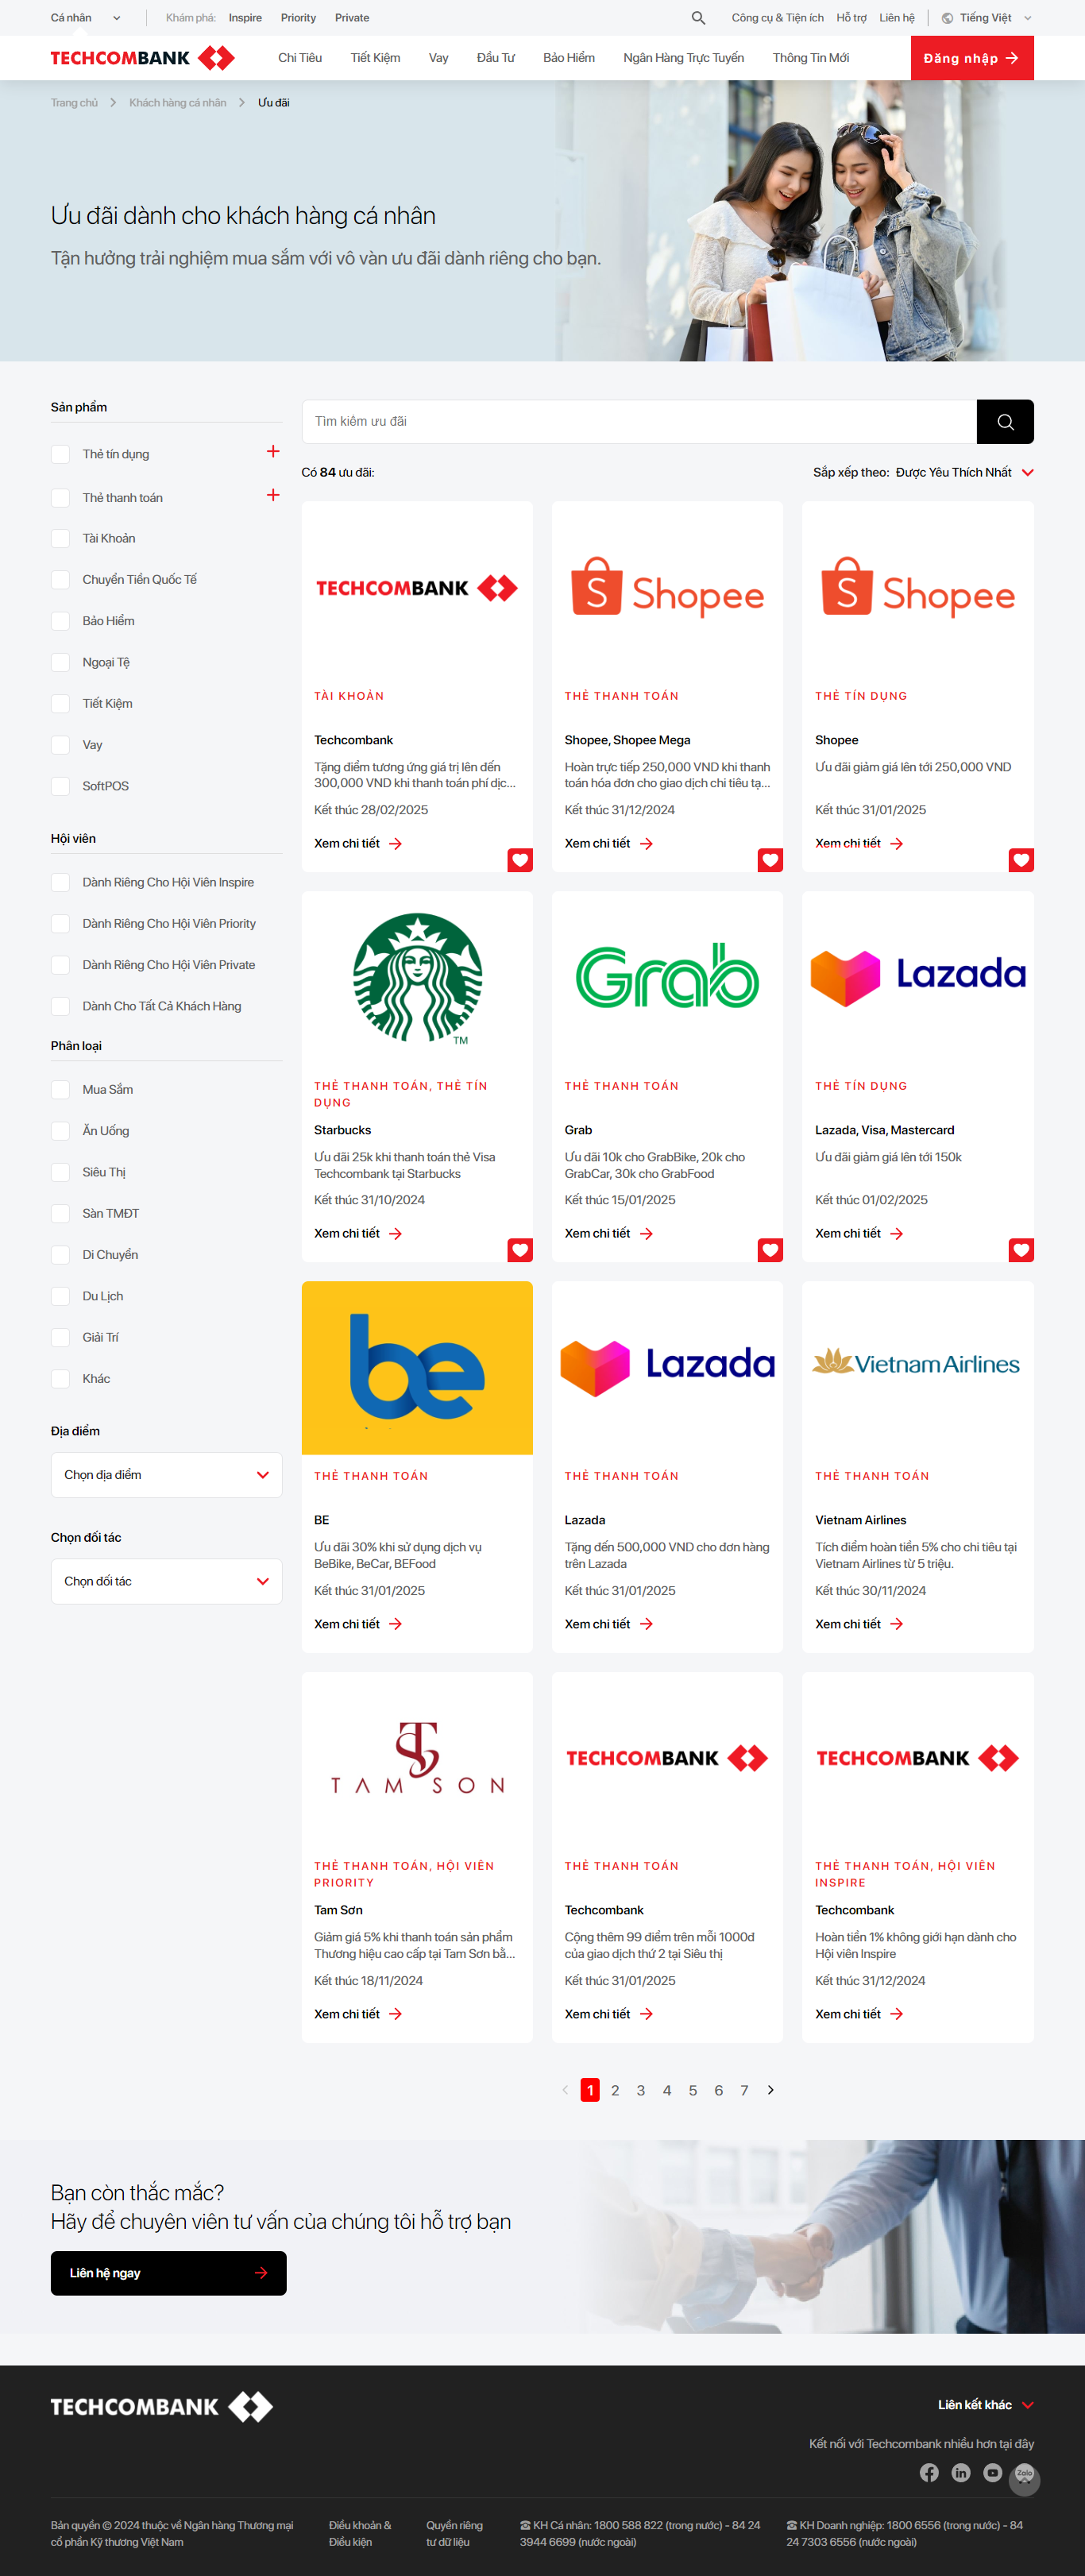 Cá nhân
Khám phá: Inspire Priority Private
Công cụ & Tiện ích Hỗ trợ Liên hệ Tiếng Việt
TECHCOMBANK
Chi Tiêu Tiết Kiệm Vay Đầu Tư Bảo Hiểm Ngân Hàng Trực Tuyến Thông Tin Mới
Đăng nhập
Trang chủ Khách hàng cá nhân Ưu đãi
Ưu đãi dành cho khách hàng cá nhân
Tận hưởng trải nghiệm mua sắm với vô vàn ưu đãi dành riêng cho bạn.
Sản phẩm
Thẻ tín dụng
Thẻ thanh toán
Tài Khoản
Chuyển Tiền Quốc Tế
Bảo Hiểm
Ngoại Tệ
Tiết Kiệm
Vay
SoftPOS
Hội viên
Dành Riêng Cho Hội Viên Inspire
Dành Riêng Cho Hội Viên Priority
Dành Riêng Cho Hội Viên Private
Dành Cho Tất Cả Khách Hàng
Phân loại
Mua Sắm
Ăn Uống
Siêu Thị
Sàn TMĐT
Di Chuyển
Du Lịch
Giải Trí
Khác
Địa điểm
Chọn địa điểm
Chọn đối tác
Chọn đối tác
Tìm kiếm ưu đãi
Có 84 ưu đãi:
Sắp xếp theo: Được Yêu Thích Nhất
TECHCOMBANK
TÀI KHOẢN
Techcombank
Tặng điểm tương ứng giá trị lên đến
300,000 VND khi thanh toán phí dịc...
Kết thúc 28/02/2025
Xem chi tiết
Shopee
THẺ THANH TOÁN
Shopee, Shopee Mega
Hoàn trực tiếp 250,000 VND khi thanh
toán hóa đơn cho giao dịch chi tiêu tạ...
Kết thúc 31/12/2024
Xem chi tiết
Shopee
THẺ TÍN DỤNG
Shopee
Ưu đãi giảm giá lên tới 250,000 VND
Kết thúc 31/01/2025
Xem chi tiết
TM
THẺ THANH TOÁN, THẺ TÍN
DỤNG
Starbucks
Ưu đãi 25k khi thanh toán thẻ Visa
Techcombank tại Starbucks
Kết thúc 31/10/2024
Xem chi tiết
Grab
THẺ THANH TOÁN
Grab
Ưu đãi 10k cho GrabBike, 20k cho
GrabCar, 30k cho GrabFood
Kết thúc 15/01/2025
Xem chi tiết
Lazada
THẺ TÍN DỤNG
Lazada, Visa, Mastercard
Ưu đãi giảm giá lên tới 150k
Kết thúc 01/02/2025
Xem chi tiết
be
THẺ THANH TOÁN
BE
Ưu đãi 30% khi sử dụng dịch vụ
BeBike, BeCar, BEFood
Kết thúc 31/01/2025
Xem chi tiết
Lazada
THẺ THANH TOÁN
Lazada
Tặng đến 500,000 VND cho đơn hàng
trên Lazada
Kết thúc 31/01/2025
Xem chi tiết
Vietnam Airlines
THẺ THANH TOÁN
Vietnam Airlines
Tích điểm hoàn tiền 5% cho chi tiêu tại
Vietnam Airlines từ 5 triệu.
Kết thúc 30/11/2024
Xem chi tiết
TAM SON
THẺ THANH TOÁN, HỘI VIÊN
PRIORITY
Tam Sơn
Giảm giá 5% khi thanh toán sản phẩm
Thương hiệu cao cấp tại Tam Sơn bằ...
Kết thúc 18/11/2024
Xem chi tiết
TECHCOMBANK
THẺ THANH TOÁN
Techcombank
Cộng thêm 99 điểm trên mỗi 1000đ
của giao dịch thứ 2 tại Siêu thị
Kết thúc 31/01/2025
Xem chi tiết
TECHCOMBANK
THẺ THANH TOÁN, HỘI VIÊN
INSPIRE
Techcombank
Hoàn tiền 1% không giới hạn dành cho
Hội viên Inspire
Kết thúc 31/12/2024
Xem chi tiết
1 2 3 4 5 6 7
Bạn còn thắc mắc?
Hãy để chuyên viên tư vấn của chúng tôi hỗ trợ bạn
Liên hệ ngay
TECHCOMBANK
Liên kết khác
Kết nối với Techcombank nhiều hơn tại đây
Zalo
Bản quyền © 2024 thuộc về Ngân hàng Thương mại
cổ phần Kỹ thương Việt Nam
Điều khoản &
Điều kiện
Quyền riêng
tư dữ liệu
☎ KH Cá nhân: 1800 588 822 (trong nước) - 84 24
3944 6699 (nước ngoài)
☎ KH Doanh nghiệp: 1800 6556 (trong nước) - 84
24 7303 6556 (nước ngoài)